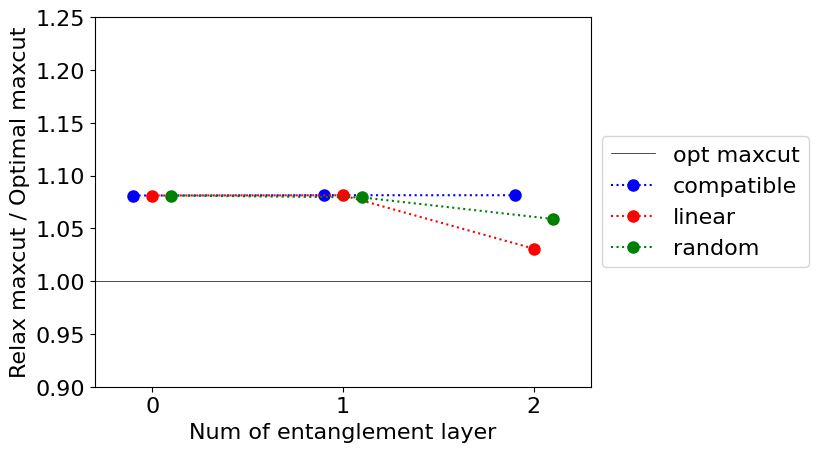 Relax maxcut / Optimal maxcut
1.25
1.20
1.15
1.10
1.05
1.00
0.95
0.90
0
1
2
Num of entanglement layer
opt maxcut
compatible
linear
random